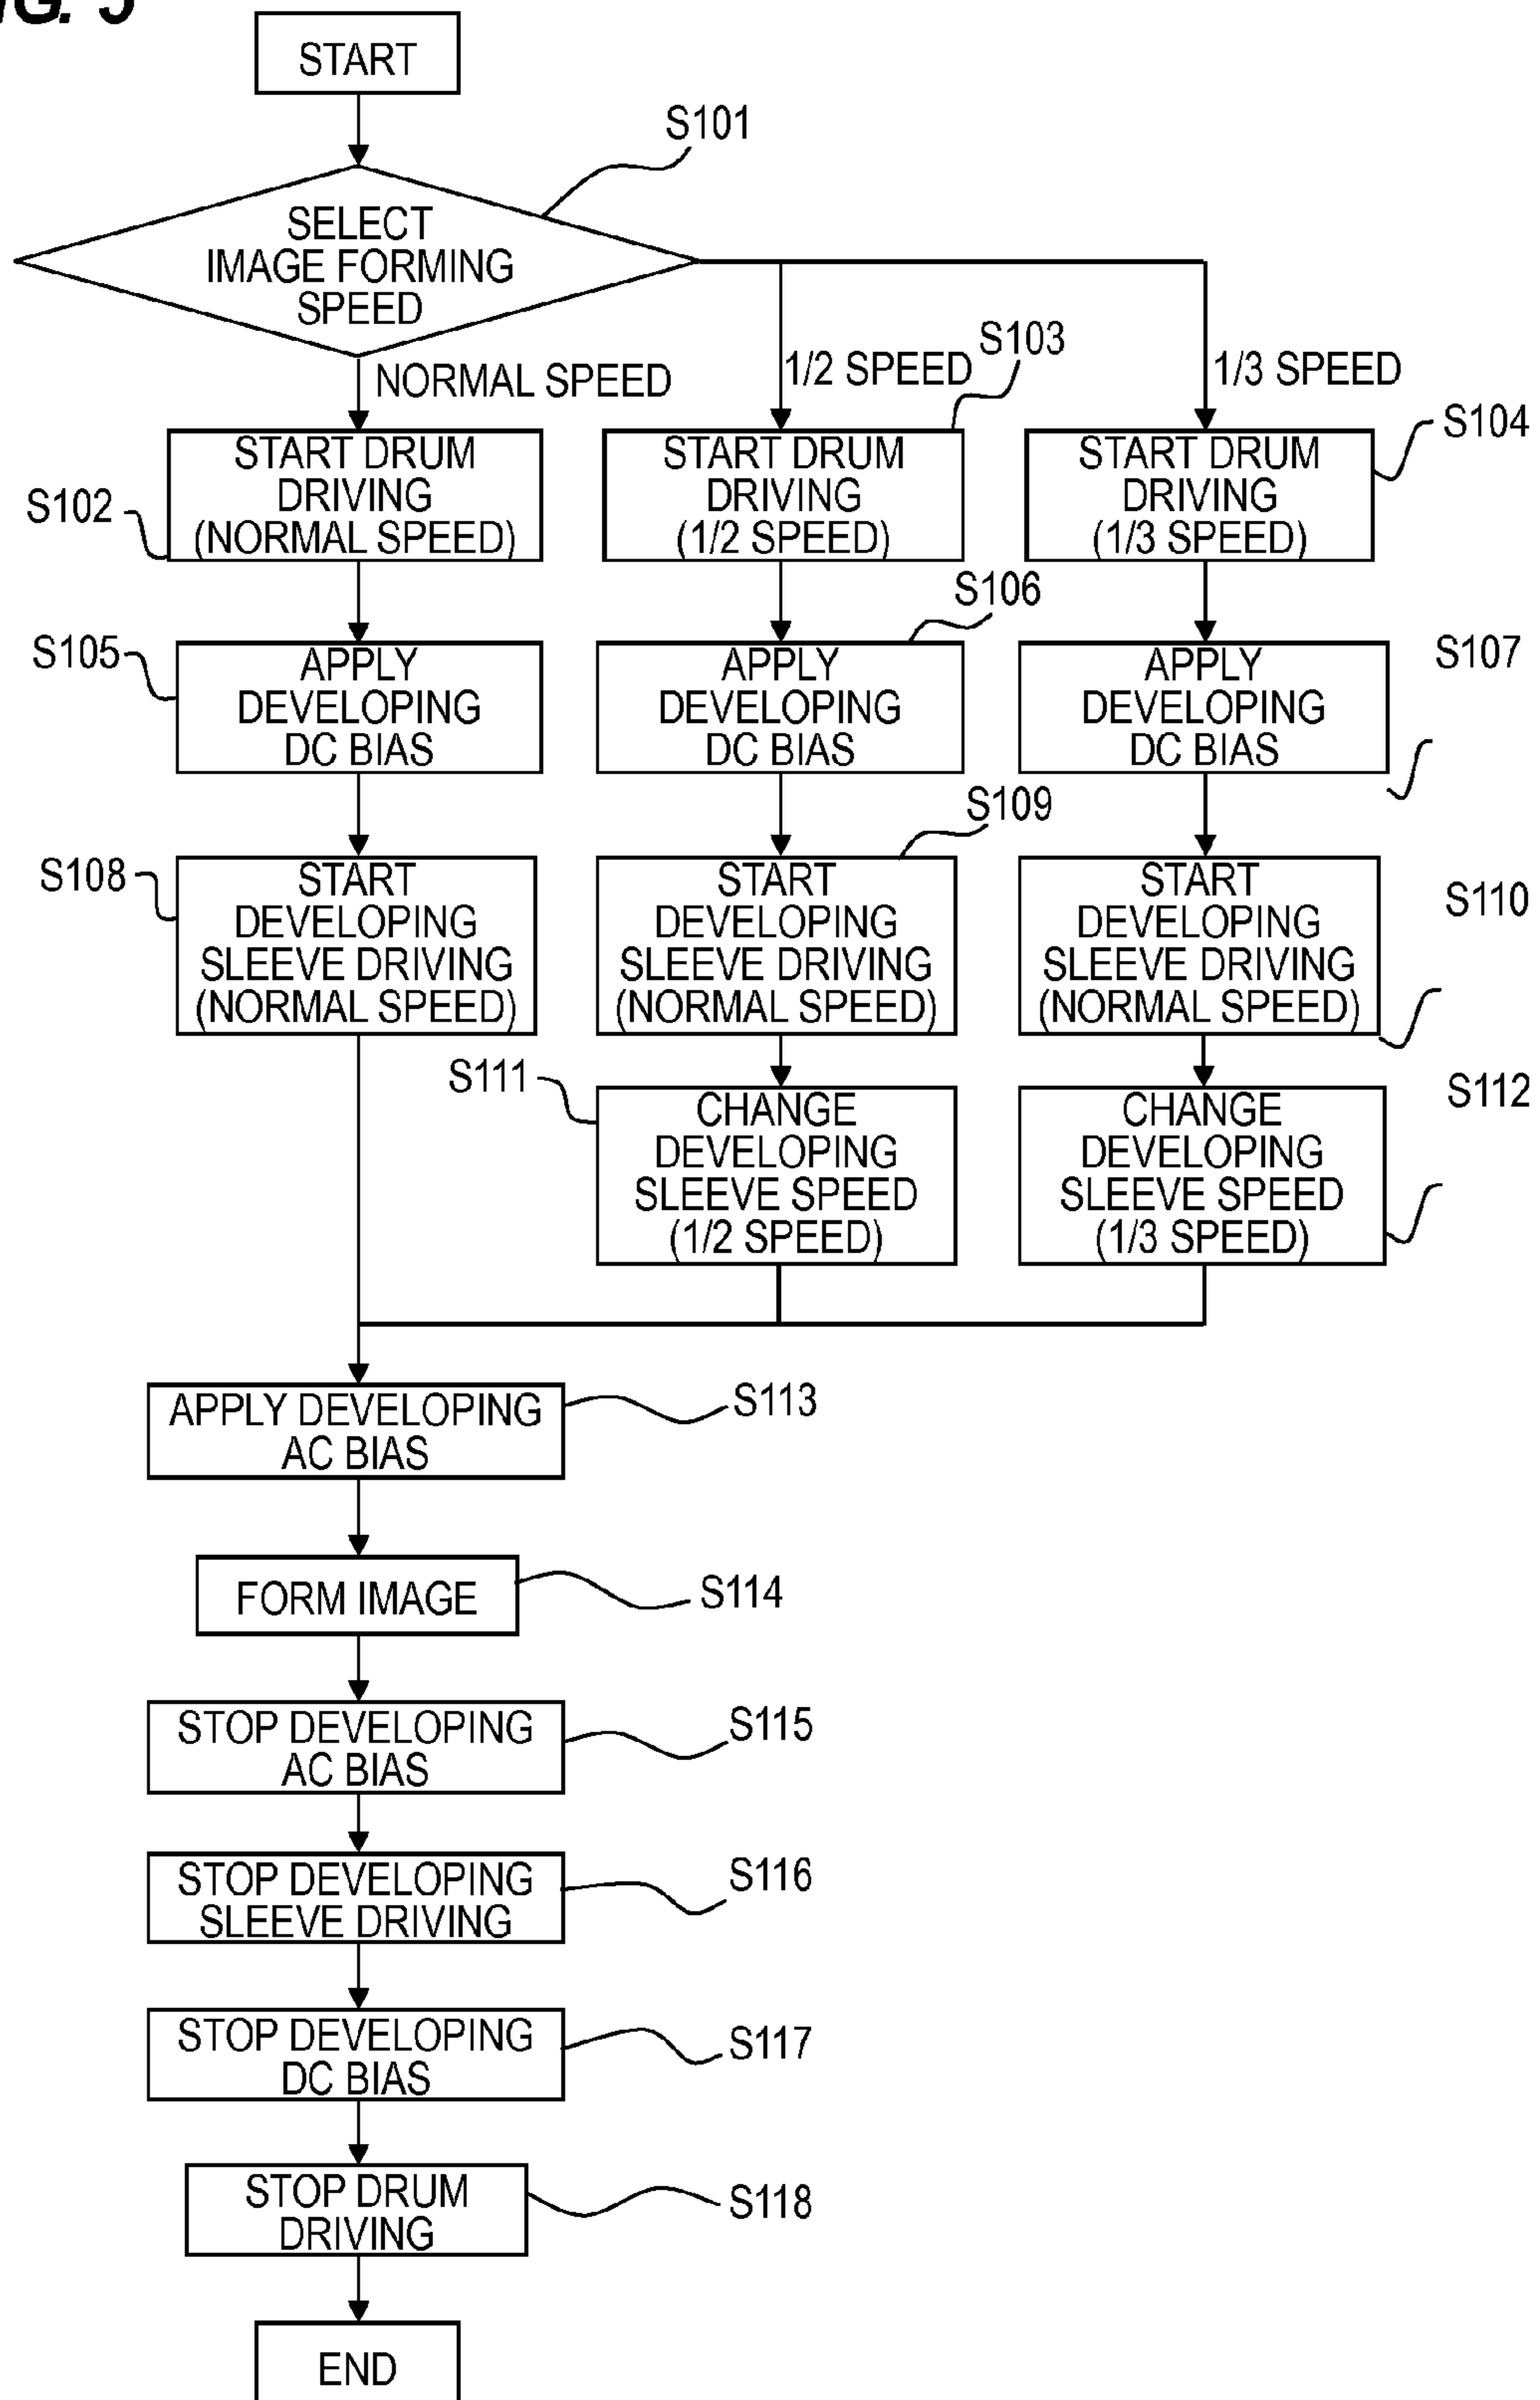 FIG. 5
START
S101
SELECT
IMAGE FORMING
SPEED
NORMAL SPEED
1/2 SPEED
S103
1/3 SPEED
S104
S102
START DRUM
DRIVING
(NORMAL SPEED)
START DRUM
DRIVING
(1/2 SPEED)
START DRUM
DRIVING
(1/3 SPEED)
S105
APPLY
DEVELOPING
DC BIAS
S106
APPLY
DEVELOPING
DC BIAS
S107
APPLY
DEVELOPING
DC BIAS
S108
START
DEVELOPING
SLEEVE DRIVING
(NORMAL SPEED)
S109
START
DEVELOPING
SLEEVE DRIVING
(NORMAL SPEED)
S110
START
DEVELOPING
SLEEVE DRIVING
(NORMAL SPEED)
S111
CHANGE
DEVELOPING
SLEEVE SPEED
(1/2 SPEED)
S112
CHANGE
DEVELOPING
SLEEVE SPEED
(1/3 SPEED)
APPLY DEVELOPING
AC BIAS
S113
FORM IMAGE
S114
STOP DEVELOPING
AC BIAS
S115
STOP DEVELOPING
SLEEVE DRIVING
S116
STOP DEVELOPING
DC BIAS
S117
STOP DRUM
DRIVING
S118
END